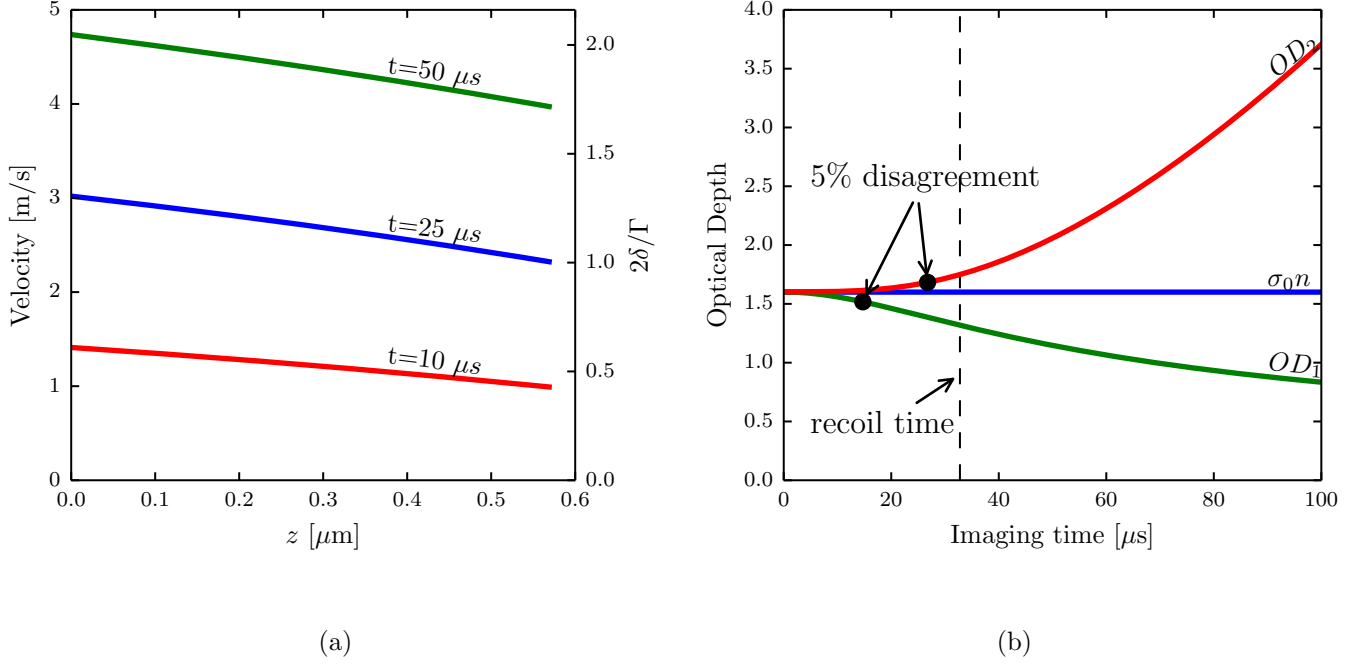 5
4
3
2
1
0
Velocity [m/s]
t=50 μs
t=25 μs
t=10 μs
2.0
1.5
1.0
0.5
0.0
2δ/Γ
0.0 0.1 0.2 0.3 0.4 0.5 0.6
z [μm]
(a)
4.0
3.5
3.0
2.5
2.0
1.5
1.0
0.5
0.0
Optical Depth
OD₂
5% disagreement
σ₀n
OD₁
recoil time
0 20 40 60 80 100
Imaging time [μs]
(b)